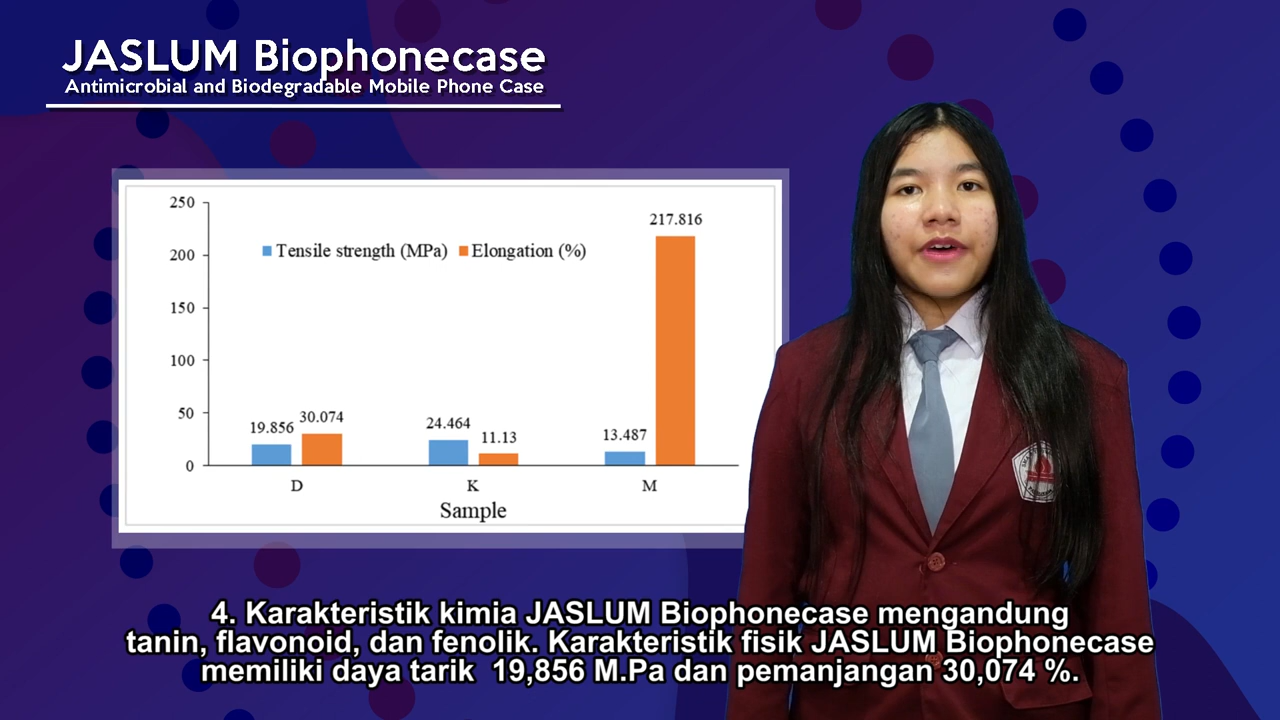 JASLUM Biophonecase
Antimicrobial and Biodegradable Mobile Phone Case
250
200
150
100
50
0
Tensile strength (MPa) Elongation (%)
19.856 30.074
24.464 11.13
13.487 217.816
D K M
Sample
4. Karakteristik kimia JASLUM Biophonecase mengandung
tanin, flavonoid, dan fenolik. Karakteristik fisik JASLUM Biophonecase
memiliki daya tarik 19,856 M.Pa dan pemanjangan 30,074 %.